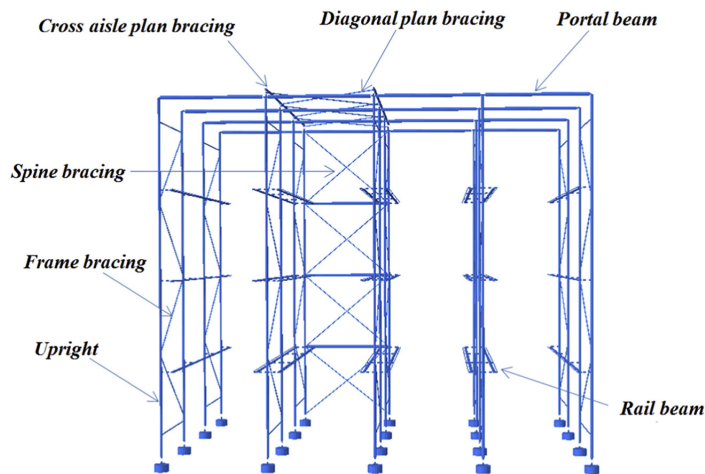 Cross aisle plan bracing
Diagonal plan bracing
Portal beam
Spine bracing
Frame bracing
Upright
Rail beam